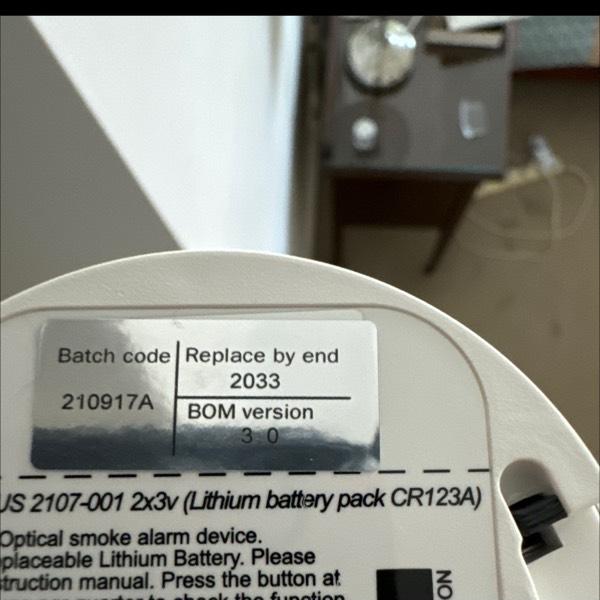 Batch code
210917A
Replace by end
2033
BOM version
3.0
US 2107-001 2x3v (Lithium battery pack CR123A)
Optical smoke alarm device.
placeable Lithium Battery. Please
struction manual. Press the button at
NO